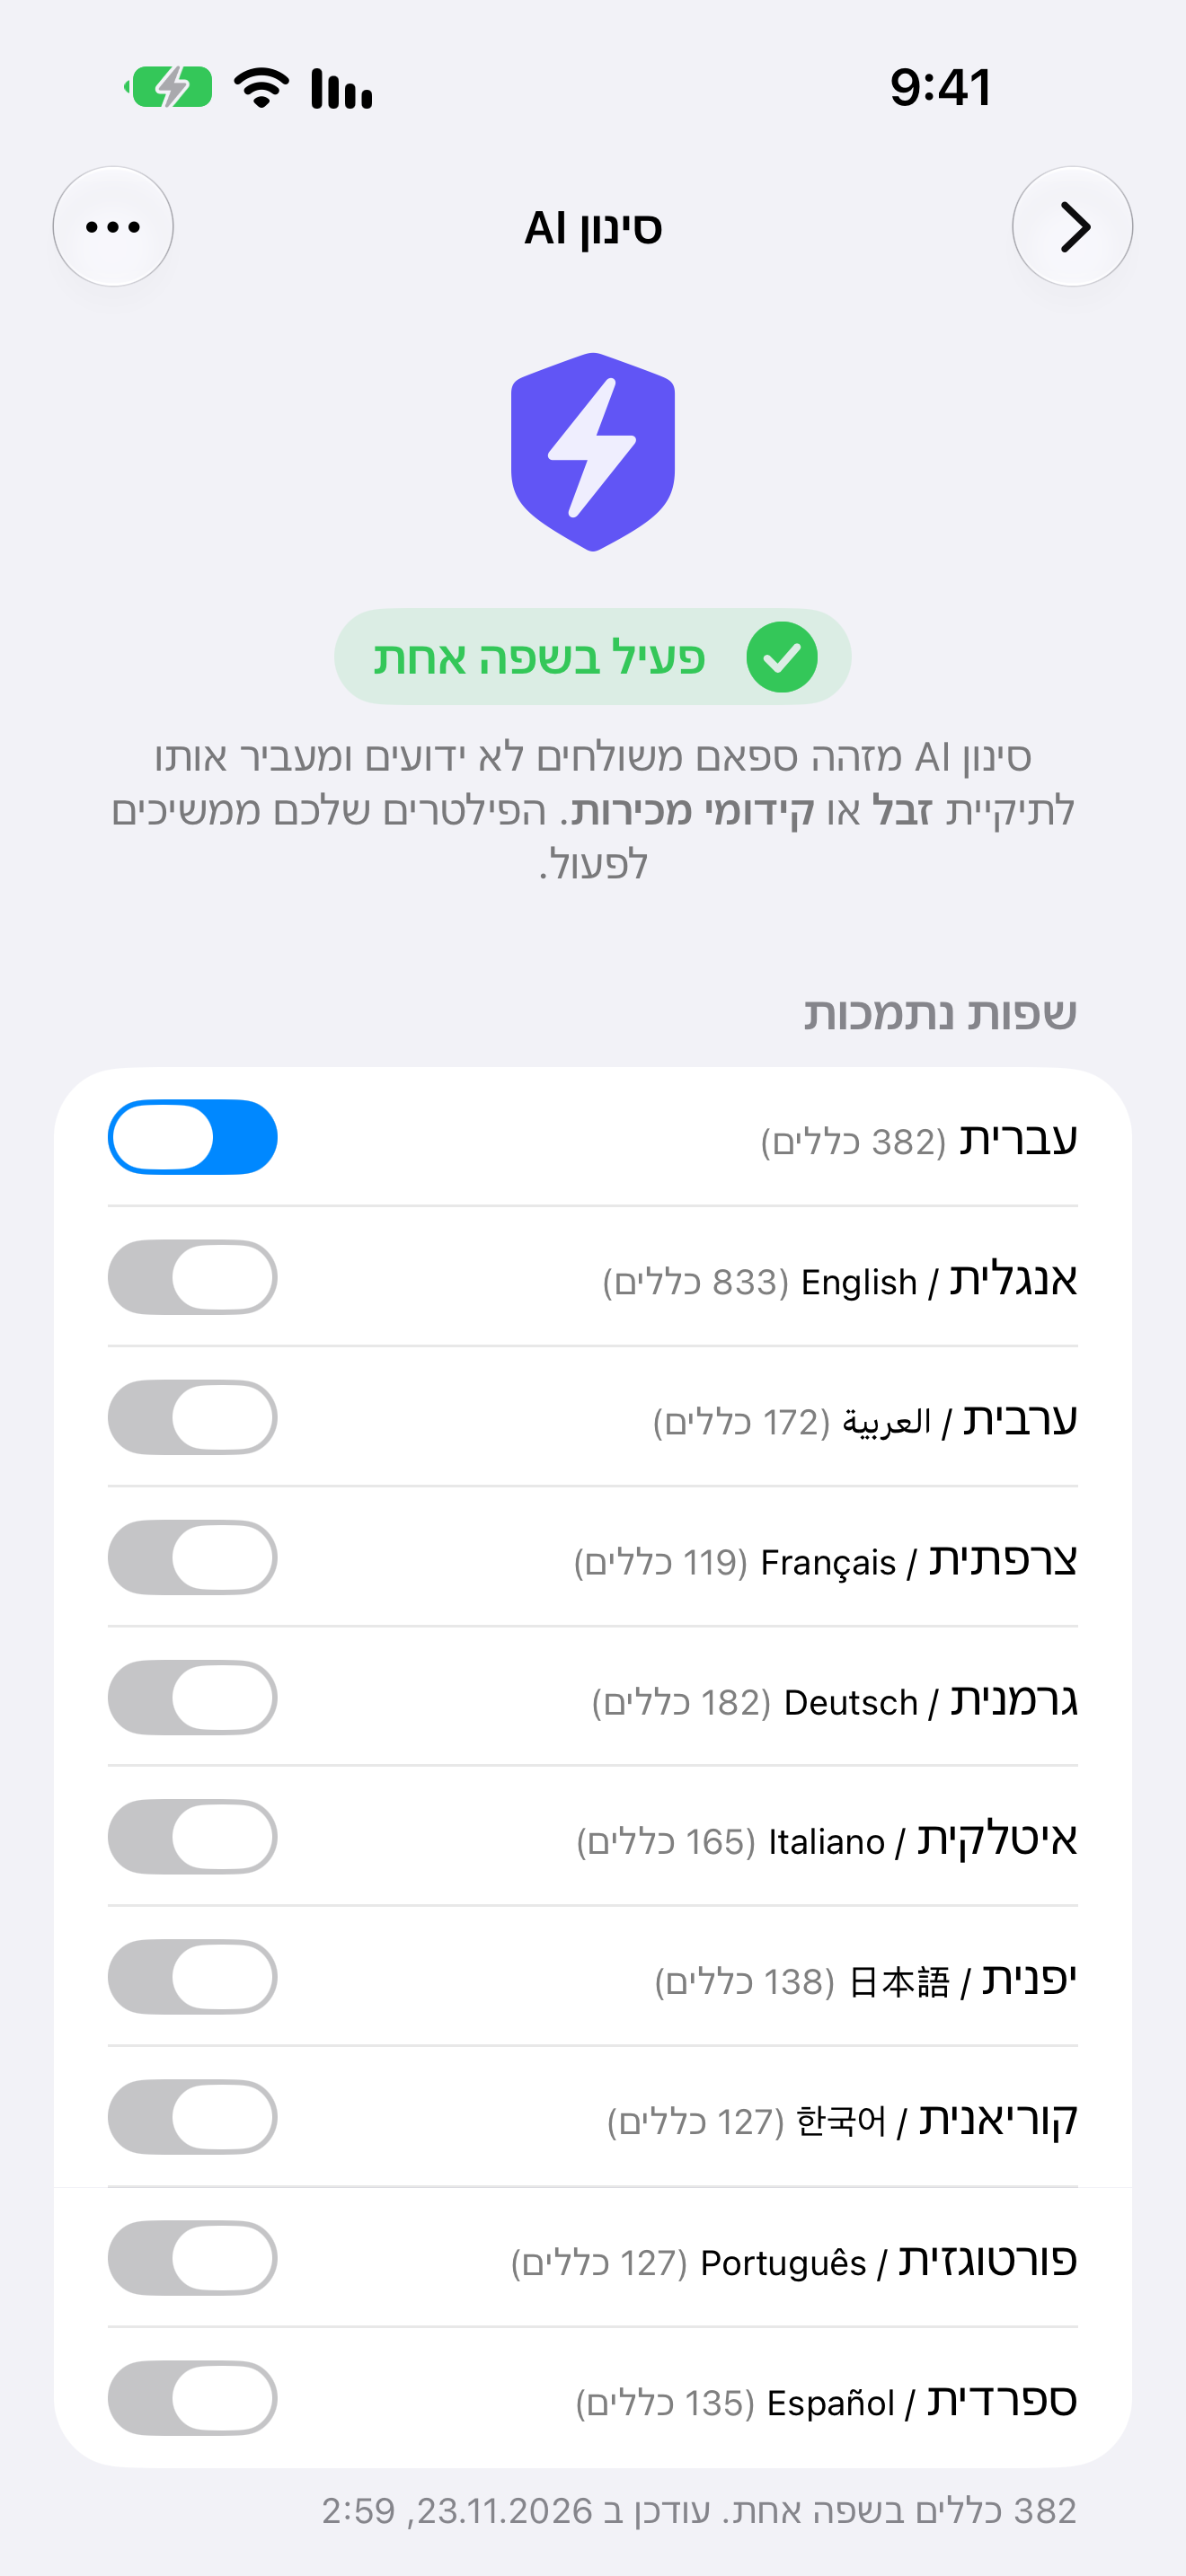 9:41
סינון AI
פעיל בשפה אחת
סינון AI מזהה ספאם משולחים לא ידועים ומעביר אותו
לתיקיית זבל או קידומי מכירות. הפילטרים שלכם ממשיכים
לפעול.
שפות נתמכות
עברית (382 כללים)
אנגלית / English (833 כללים)
ערבית / العربية (172 כללים)
צרפתית / Français (119 כללים)
גרמנית / Deutsch (182 כללים)
איטלקית / Italiano (165 כללים)
יפנית / 日本語 (138 כללים)
קוריאנית / 한국어 (127 כללים)
פורטוגזית / Português (127 כללים)
ספרדית / Español (135 כללים)
382 כללים בשפה אחת. עודכן ב 23.11.2026, 2:59